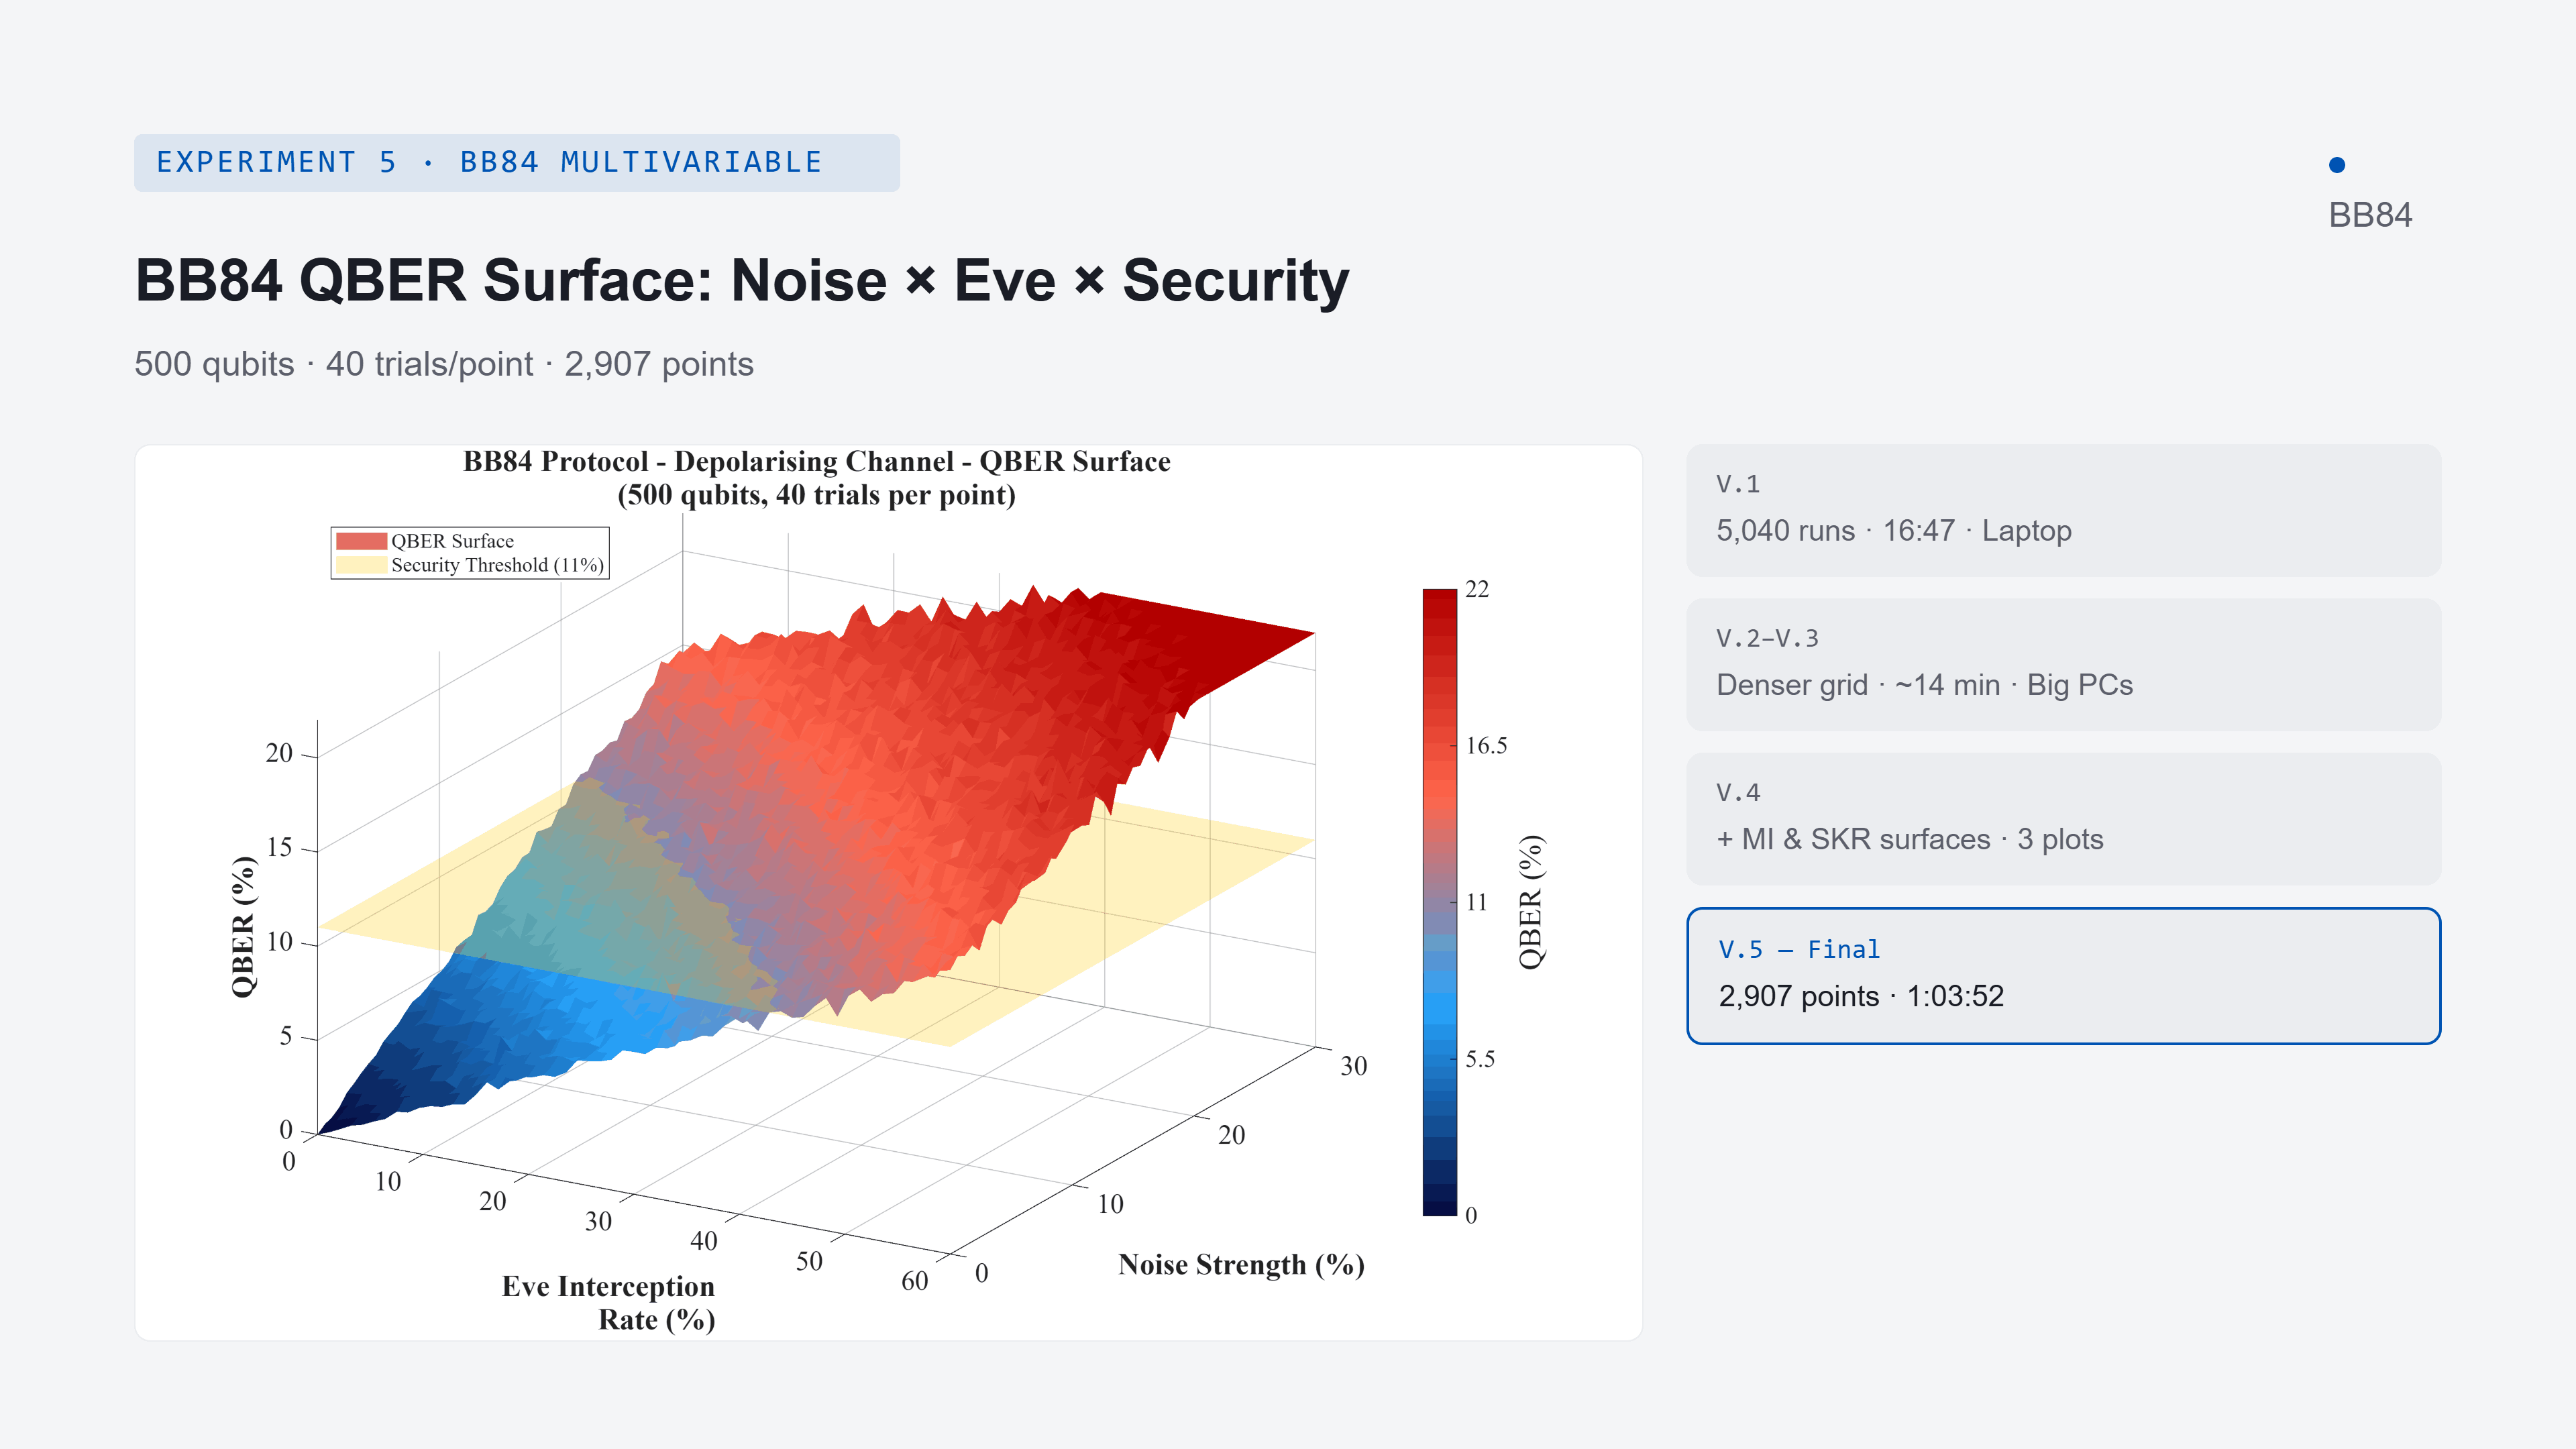 EXPERIMENT 5 · BB84 MULTIVARIABLE
BB84
BB84 QBER Surface: Noise × Eve × Security
500 qubits · 40 trials/point · 2,907 points
BB84 Protocol - Depolarising Channel - QBER Surface
(500 qubits, 40 trials per point)
QBER Surface
Security Threshold (11%)
QBER (%)
20
15
10
5
0
0
10
20
30
40
50
60
Eve Interception
Rate (%)
0
10
20
30
Noise Strength (%)
22
16.5
11
5.5
0
QBER (%)
V.1
5,040 runs · 16:47 · Laptop
V.2–V.3
Denser grid · ~14 min · Big PCs
V.4
+ MI & SKR surfaces · 3 plots
V.5 — Final
2,907 points · 1:03:52